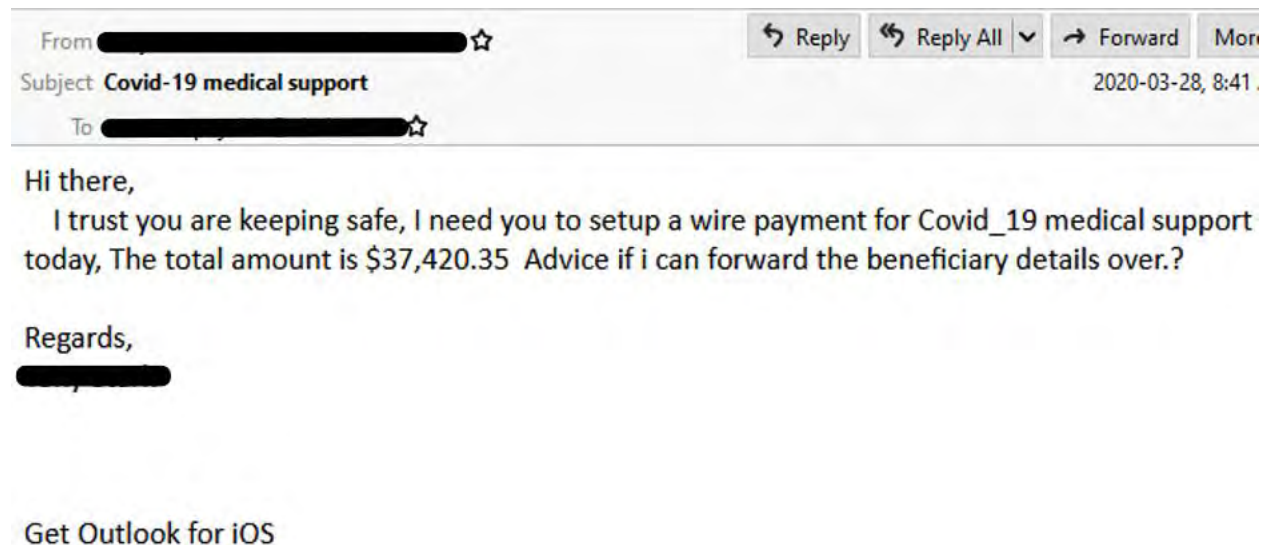 From
Reply Reply All Forward More
Subject Covid-19 medical support
2020-03-28, 8:41
To
Hi there,
I trust you are keeping safe, I need you to setup a wire payment for Covid_19 medical support
today, The total amount is $37,420.35 Advice if i can forward the beneficiary details over.?
Regards,
Get Outlook for iOS